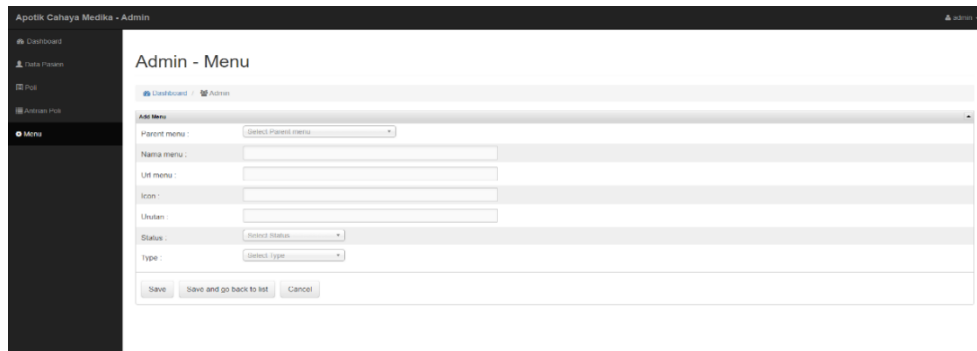 Apotik Cahaya Medika - Admin
admin
Dashboard
Data Pasien
Poli
Antrian Poli
Menu
Admin - Menu
Dashboard / Admin
Add Menu
Parent menu :
Select Parent menu
Nama menu :
Url menu :
Icon :
Urutan :
Status :
Select Status
Type :
Select Type
Save
Save and go back to list
Cancel